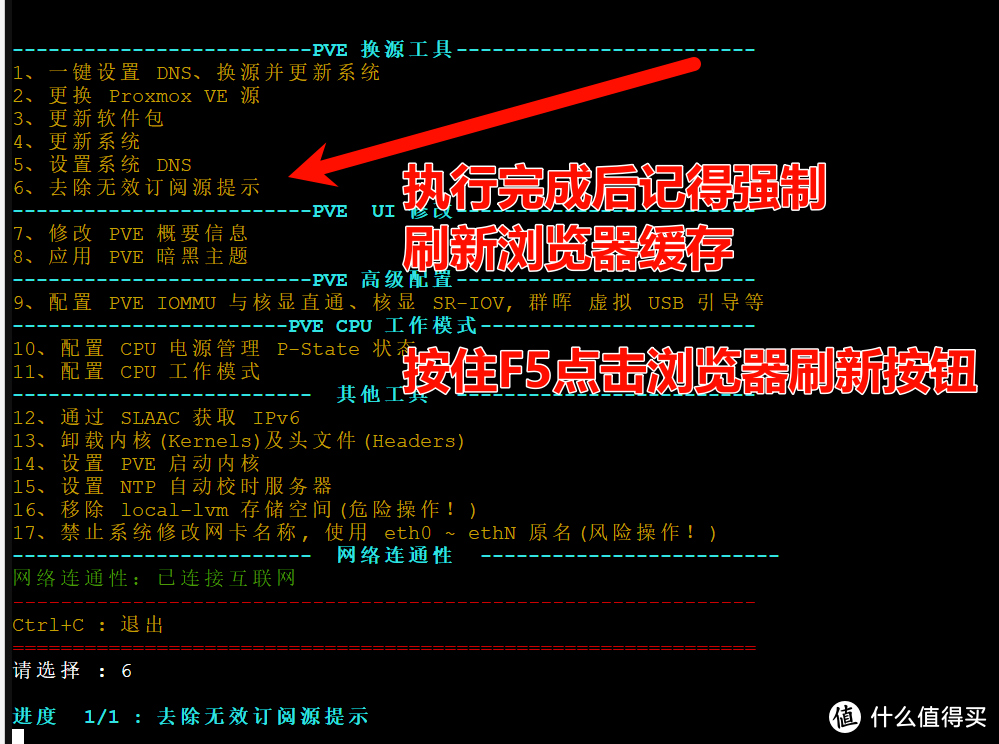 -------------------------PVE 换源工具-------------------------
1、一键设置 DNS、换源并更新系统
2、更换 Proxmox VE 源
3、更新软件包
4、更新系统
5、设置系统 DNS
6、去除无效订阅源提示
执行完成后记得强制
-------------------------PVE UI 修改-------------------------
刷新浏览器缓存
7、修改 PVE 概要信息
8、应用 PVE 暗黑主题
-------------------------PVE 高级配置-------------------------
9、配置 PVE IOMMU 与核显直通、核显 SR-IOV, 群晖 虚拟 USB 引导等
-----------------------PVE CPU 工作模式-----------------------
10、配置 CPU 电源管理 P-State 状态
按住F5点击浏览器刷新按钮
11、配置 CPU 工作模式
------------------------- 其他工具
12、通过 SLAAC 获取 IPv6
13、卸载内核(Kernels)及头文件(Headers)
14、设置 PVE 启动内核
15、设置 NTP 自动校时服务器
16、移除 local-lvm 存储空间(危险操作！)
17、禁止系统修改网卡名称, 使用 eth0 ~ ethN 原名(风险操作！)
------------------------- 网络连通性 -------------------------
网络连通性: 已连接互联网
--------------------------------------------------------------
Ctrl+C : 退出
==============================================================
请选择 : 6
进度 1/1 : 去除无效订阅源提示
值 什么值得买